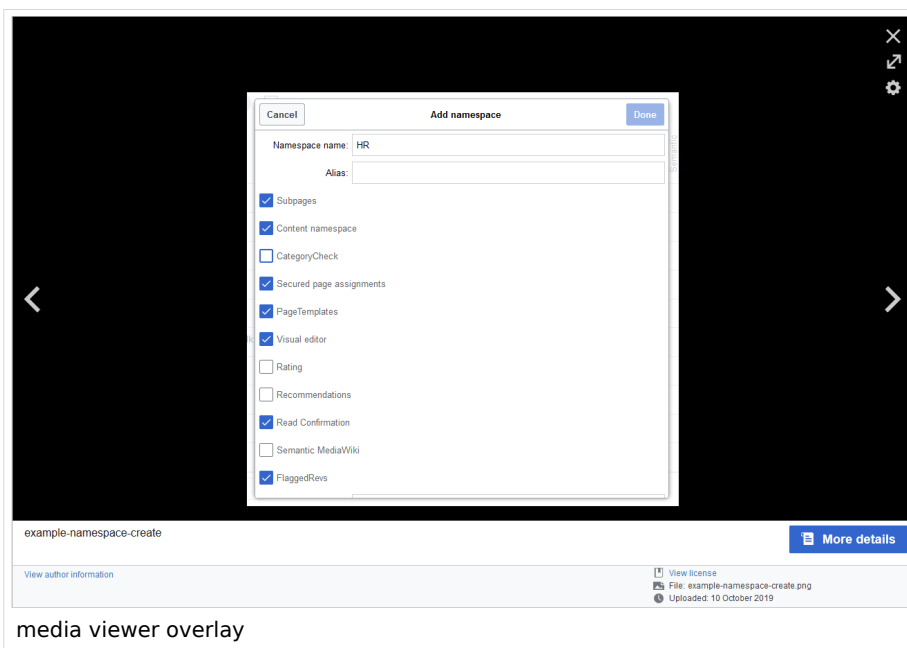 Cancel
Add namespace
Done
Namespace name: HR
Semantic
Alias:
Subpages
Content namespace
CategoryCheck
Secured page assignments
PageTemplates
Visual editor
Rating
Recommendations
Read Confirmation
Semantic MediaWiki
FlaggedRevs
example-namespace-create
More details
View author information
View license
File: example-namespace-create.png
Uploaded: 10 October 2019
media viewer overlay